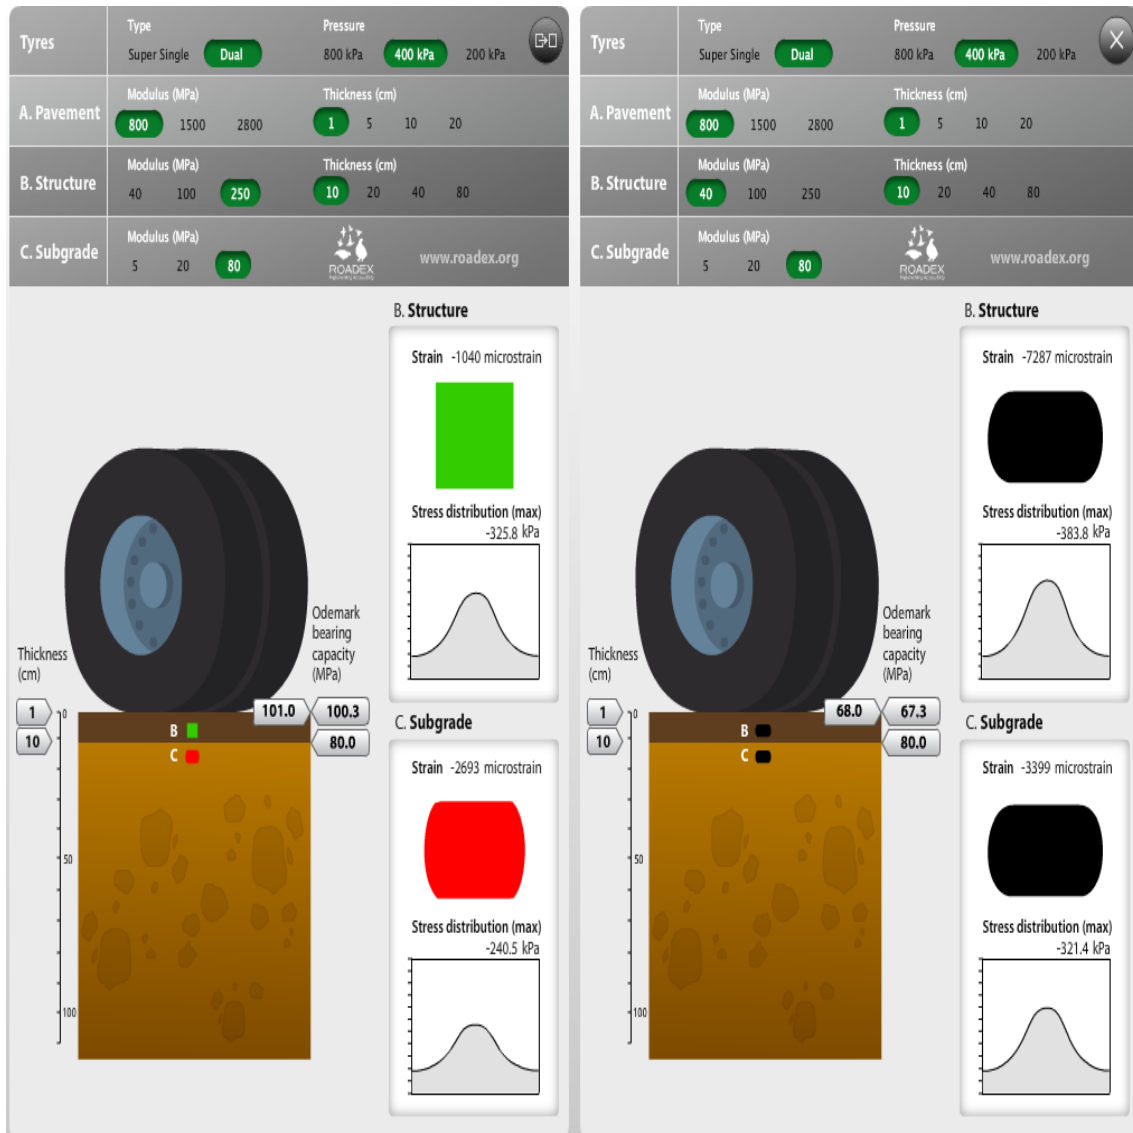 Tyres
Type
Pressure
Super Single Dual
800 kPa 400 kPa 200 kPa
A. Pavement
Modulus (MPa)
Thickness (cm)
800 1500 2800
1 5 10 20
B. Structure
Modulus (MPa)
Thickness (cm)
40 100 250
10 20 40 80
C. Subgrade
Modulus (MPa)
5 20 80
ROADEX
www.roadex.org
B. Structure
Strain -1040 microstrain
Stress distribution (max)
-325.8 kPa
Odemark
bearing
capacity
(MPa)
Thickness
(cm)
1
0
101.0
100.3
10
B
80.0
C
50
100
C. Subgrade
Strain -2693 microstrain
Stress distribution (max)
-240.5 kPa
Tyres
Type
Pressure
Super Single Dual
800 kPa 400 kPa 200 kPa
X
A. Pavement
Modulus (MPa)
Thickness (cm)
800 1500 2800
1 5 10 20
B. Structure
Modulus (MPa)
Thickness (cm)
40 100 250
10 20 40 80
C. Subgrade
Modulus (MPa)
5 20 80
ROADEX
www.roadex.org
B. Structure
Strain -7287 microstrain
Stress distribution (max)
-383.8 kPa
Odemark
bearing
capacity
(MPa)
Thickness
(cm)
1
0
68.0
67.3
10
B
80.0
C
50
100
C. Subgrade
Strain -3399 microstrain
Stress distribution (max)
-321.4 kPa